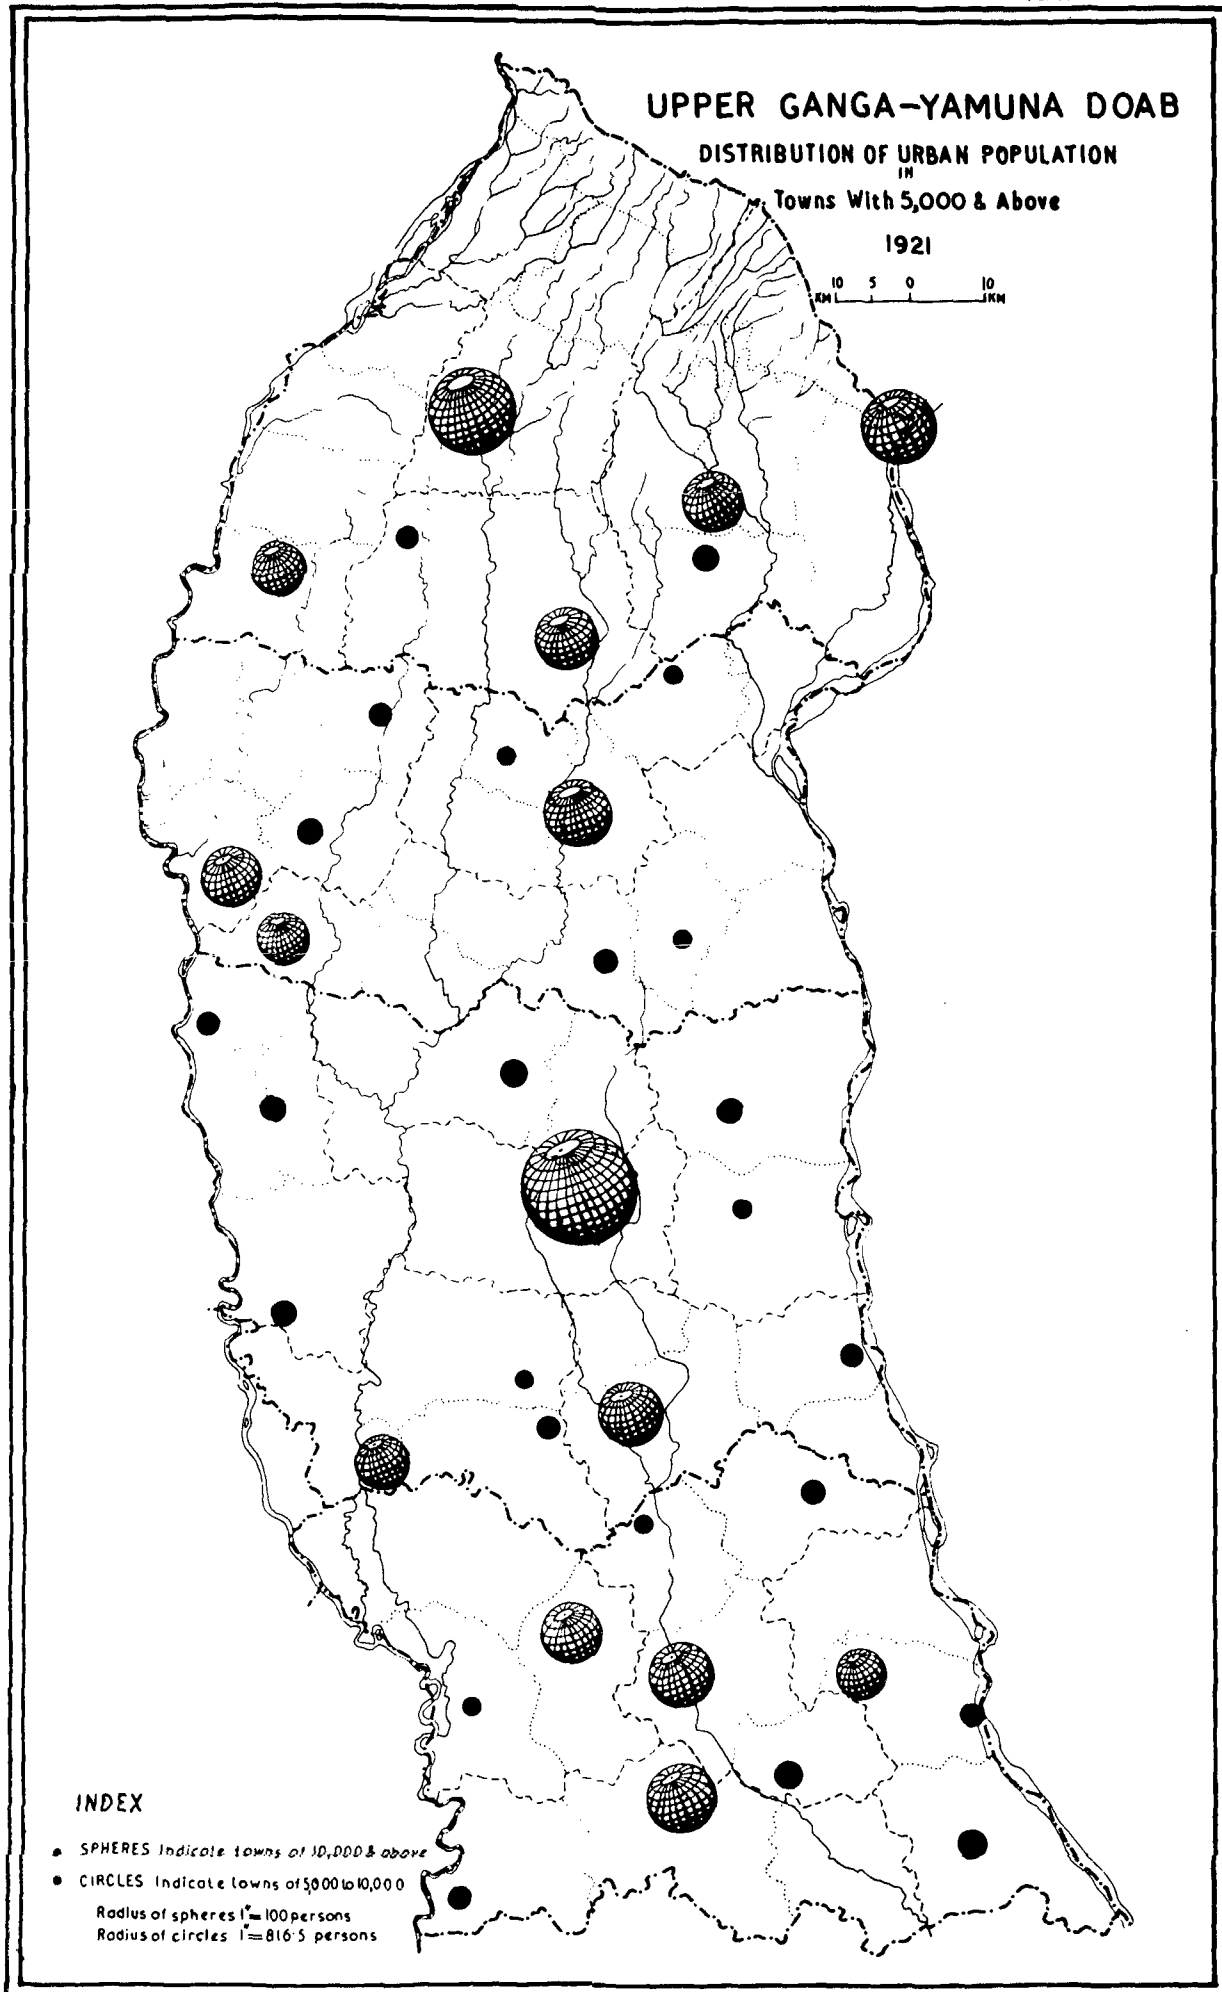 UPPER GANGA-YAMUNA DOAB
DISTRIBUTION OF URBAN POPULATION
IN
Towns With 5,000 & Above
1921
10 5 0 10
KM KM
INDEX
SPHERES Indicate towns of 10,000 & above
CIRCLES Indicate towns of 5,000 to 10,000
Radius of spheres 1"=100 persons
Radius of circles 1"=816.5 persons